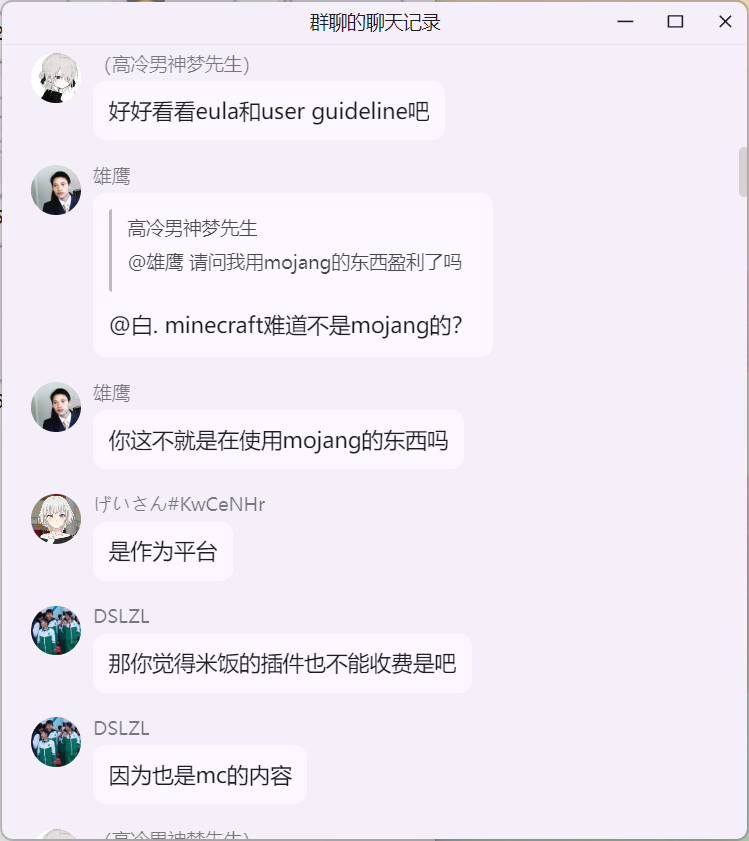 群聊的聊天记录
（高冷男神梦先生）
好好看看eula和user guideline吧
雄鹰
高冷男神梦先生
@雄鹰 请问我用mojang的东西盈利了吗
@白. minecraft难道不是mojang的?
雄鹰
你这不就是在使用mojang的东西吗
げいさん#KwCeNHr
是作为平台
DSLZL
那你觉得米饭的插件也不能收费是吧
DSLZL
因为也是mc的内容
（高冷男神梦先生）